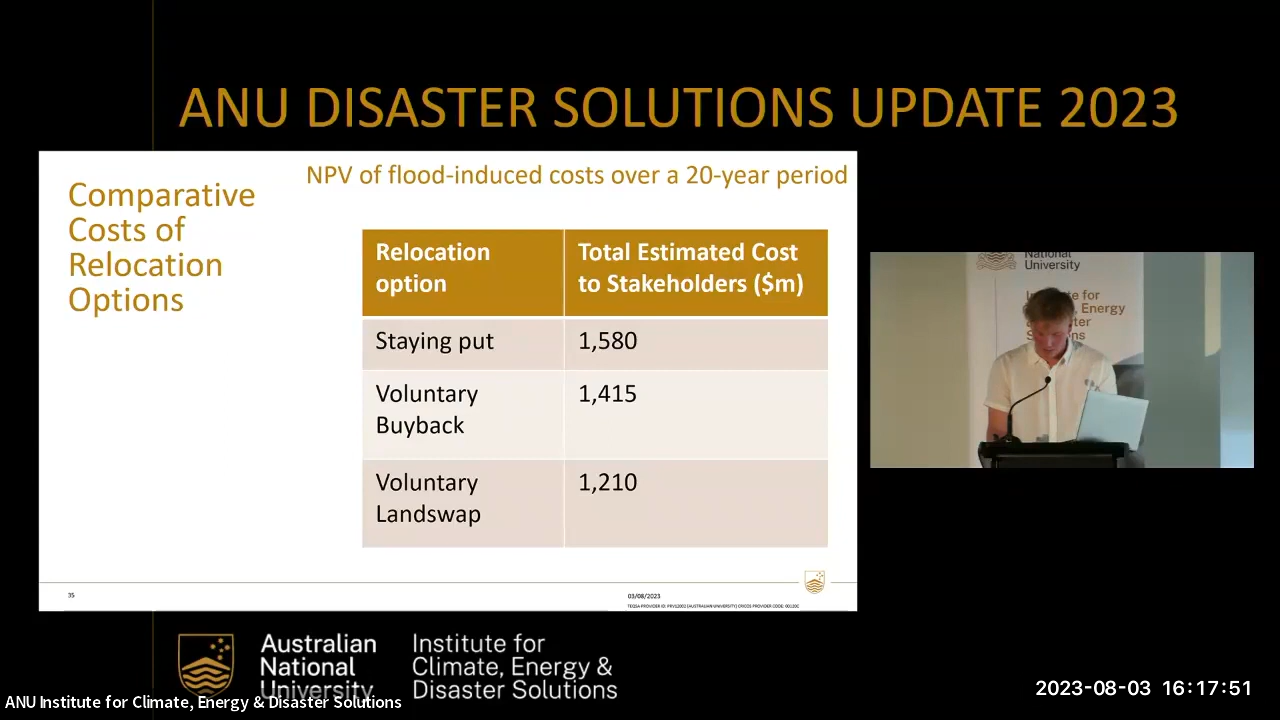 ANU DISASTER SOLUTIONS UPDATE 2023
Comparative
Costs of
Relocation
Options
NPV of flood-induced costs over a 20-year period
Relocation
option
Total Estimated Cost
to Stakeholders ($m)
Staying put
1,580
Voluntary
Buyback
1,415
Voluntary
Landswap
1,210
35
03/08/2023
National
University
Australian
National
University
Institute for
Climate, Energy &
Disaster Solutions
ANU Institute for Climate, Energy & Disaster Solutions
2023-08-03 16:17:51